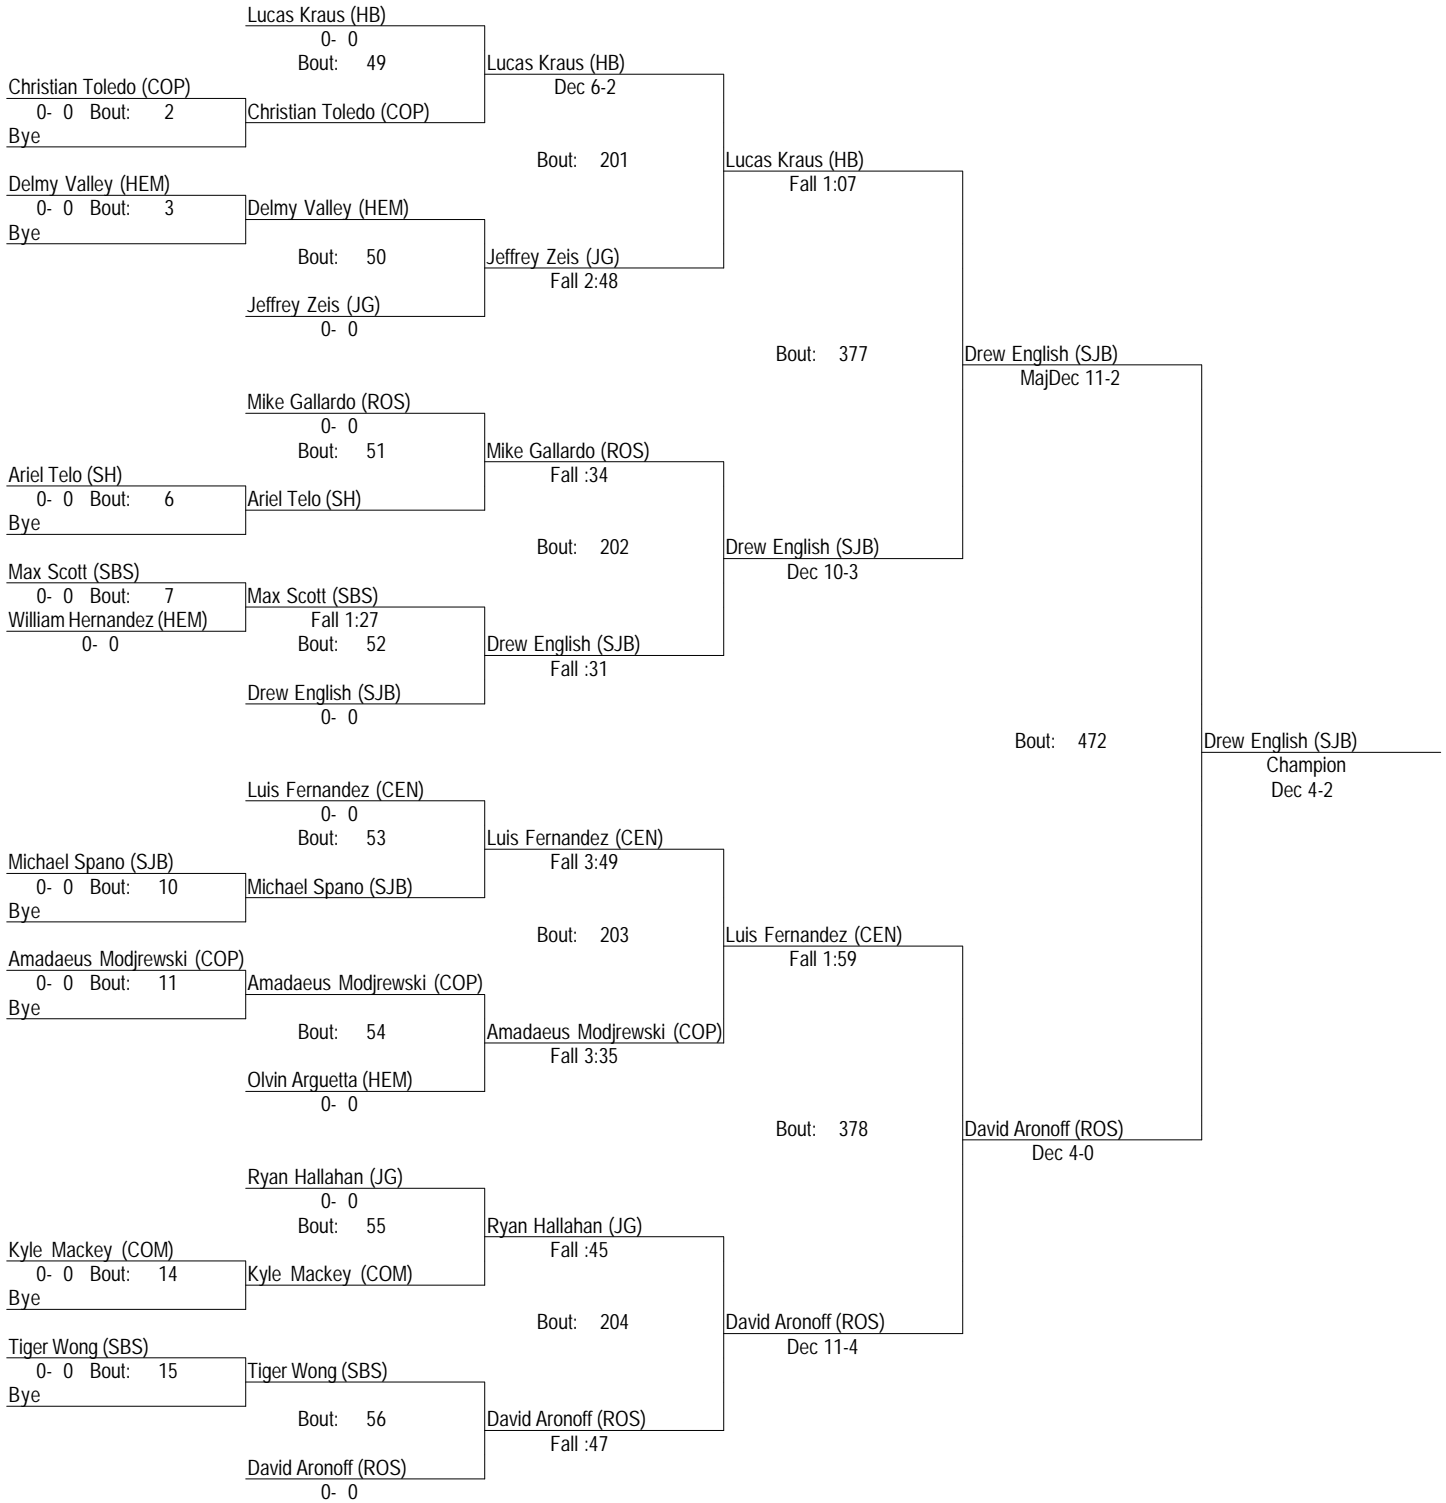 Lucas Kraus (HB)
0- 0
Bout: 49
Lucas Kraus (HB)
Dec 6-2
Christian Toledo (COP)
0- 0 Bout: 2
Christian Toledo (COP)
Bye
Bout: 201
Lucas Kraus (HB)
Fall 1:07
Delmy Valley (HEM)
0- 0 Bout: 3
Delmy Valley (HEM)
Bye
Bout: 50
Jeffrey Zeis (JG)
Fall 2:48
Jeffrey Zeis (JG)
0- 0
Bout: 377
Drew English (SJB)
MajDec 11-2
Mike Gallardo (ROS)
0- 0
Bout: 51
Mike Gallardo (ROS)
Fall :34
Ariel Telo (SH)
0- 0 Bout: 6
Ariel Telo (SH)
Bye
Bout: 202
Drew English (SJB)
Dec 10-3
Max Scott (SBS)
0- 0 Bout: 7
Max Scott (SBS)
William Hernandez (HEM)
Fall 1:27
0- 0
Bout: 52
Drew English (SJB)
Fall :31
Drew English (SJB)
0- 0
Bout: 472
Drew English (SJB)
Champion
Dec 4-2
Luis Fernandez (CEN)
0- 0
Bout: 53
Luis Fernandez (CEN)
Fall 3:49
Michael Spano (SJB)
0- 0 Bout: 10
Michael Spano (SJB)
Bye
Bout: 203
Luis Fernandez (CEN)
Fall 1:59
Amadaeus Modjrewski (COP)
0- 0 Bout: 11
Amadaeus Modjrewski (COP)
Bye
Bout: 54
Amadaeus Modjrewski (COP)
Fall 3:35
Olvin Arguetta (HEM)
0- 0
Bout: 378
David Aronoff (ROS)
Dec 4-0
Ryan Hallahan (JG)
0- 0
Bout: 55
Ryan Hallahan (JG)
Fall :45
Kyle Mackey (COM)
0- 0 Bout: 14
Kyle Mackey (COM)
Bye
Bout: 204
David Aronoff (ROS)
Dec 11-4
Tiger Wong (SBS)
0- 0 Bout: 15
Tiger Wong (SBS)
Bye
Bout: 56
David Aronoff (ROS)
Fall :47
David Aronoff (ROS)
0- 0